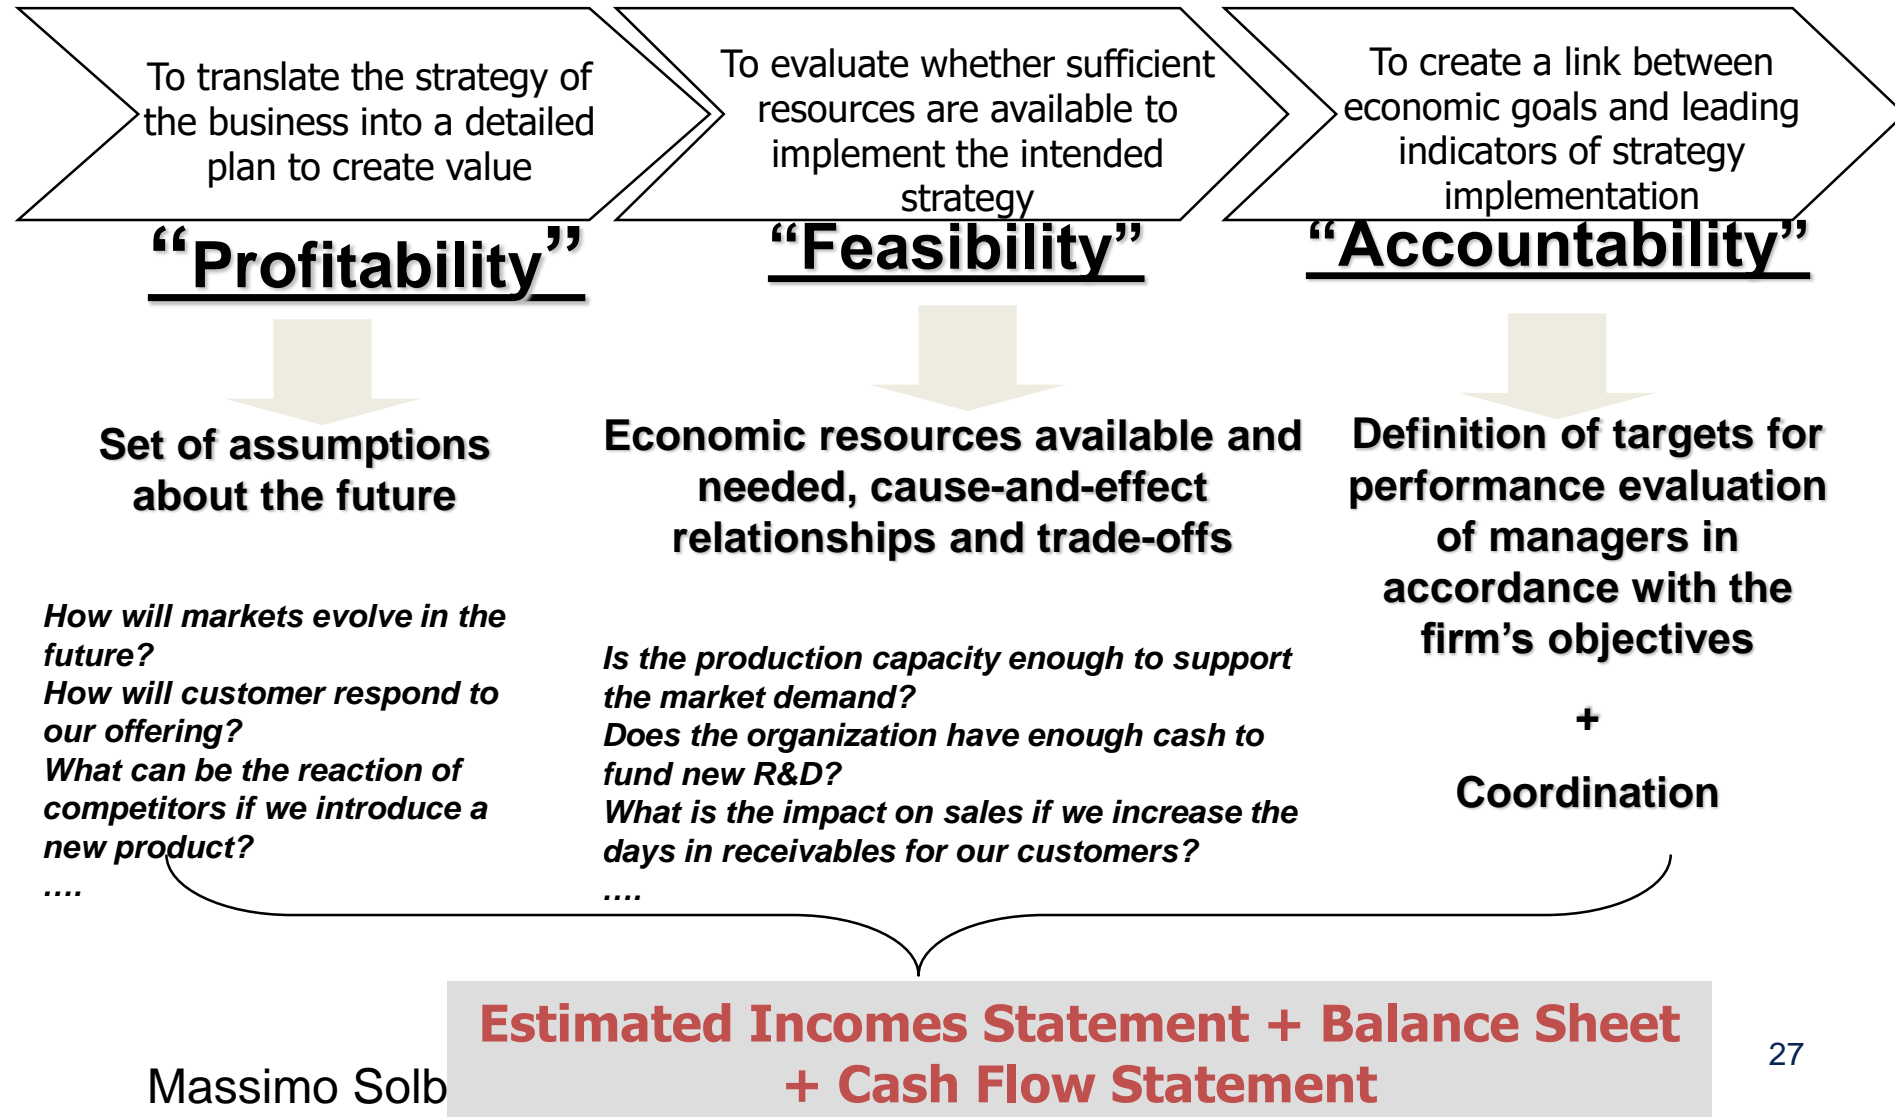 To translate the strategy of
the business into a detailed
plan to create value
“Profitability”
Set of assumptions
about the future
How will markets evolve in the
future?
How will customer respond to
our offering?
What can be the reaction of
competitors if we introduce a
new product?
….
To evaluate whether sufficient
resources are available to
implement the intended
strategy
“Feasibility”
Economic resources available and
needed, cause-and-effect
relationships and trade-offs
Is the production capacity enough to support
the market demand?
Does the organization have enough cash to
fund new R&D?
What is the impact on sales if we increase the
days in receivables for our customers?
….
To create a link between
economic goals and leading
indicators of strategy
implementation
“Accountability”
Definition of targets for
performance evaluation
of managers in
accordance with the
firm’s objectives
+
Coordination
Estimated Incomes Statement + Balance Sheet
+ Cash Flow Statement
Massimo Solb
27